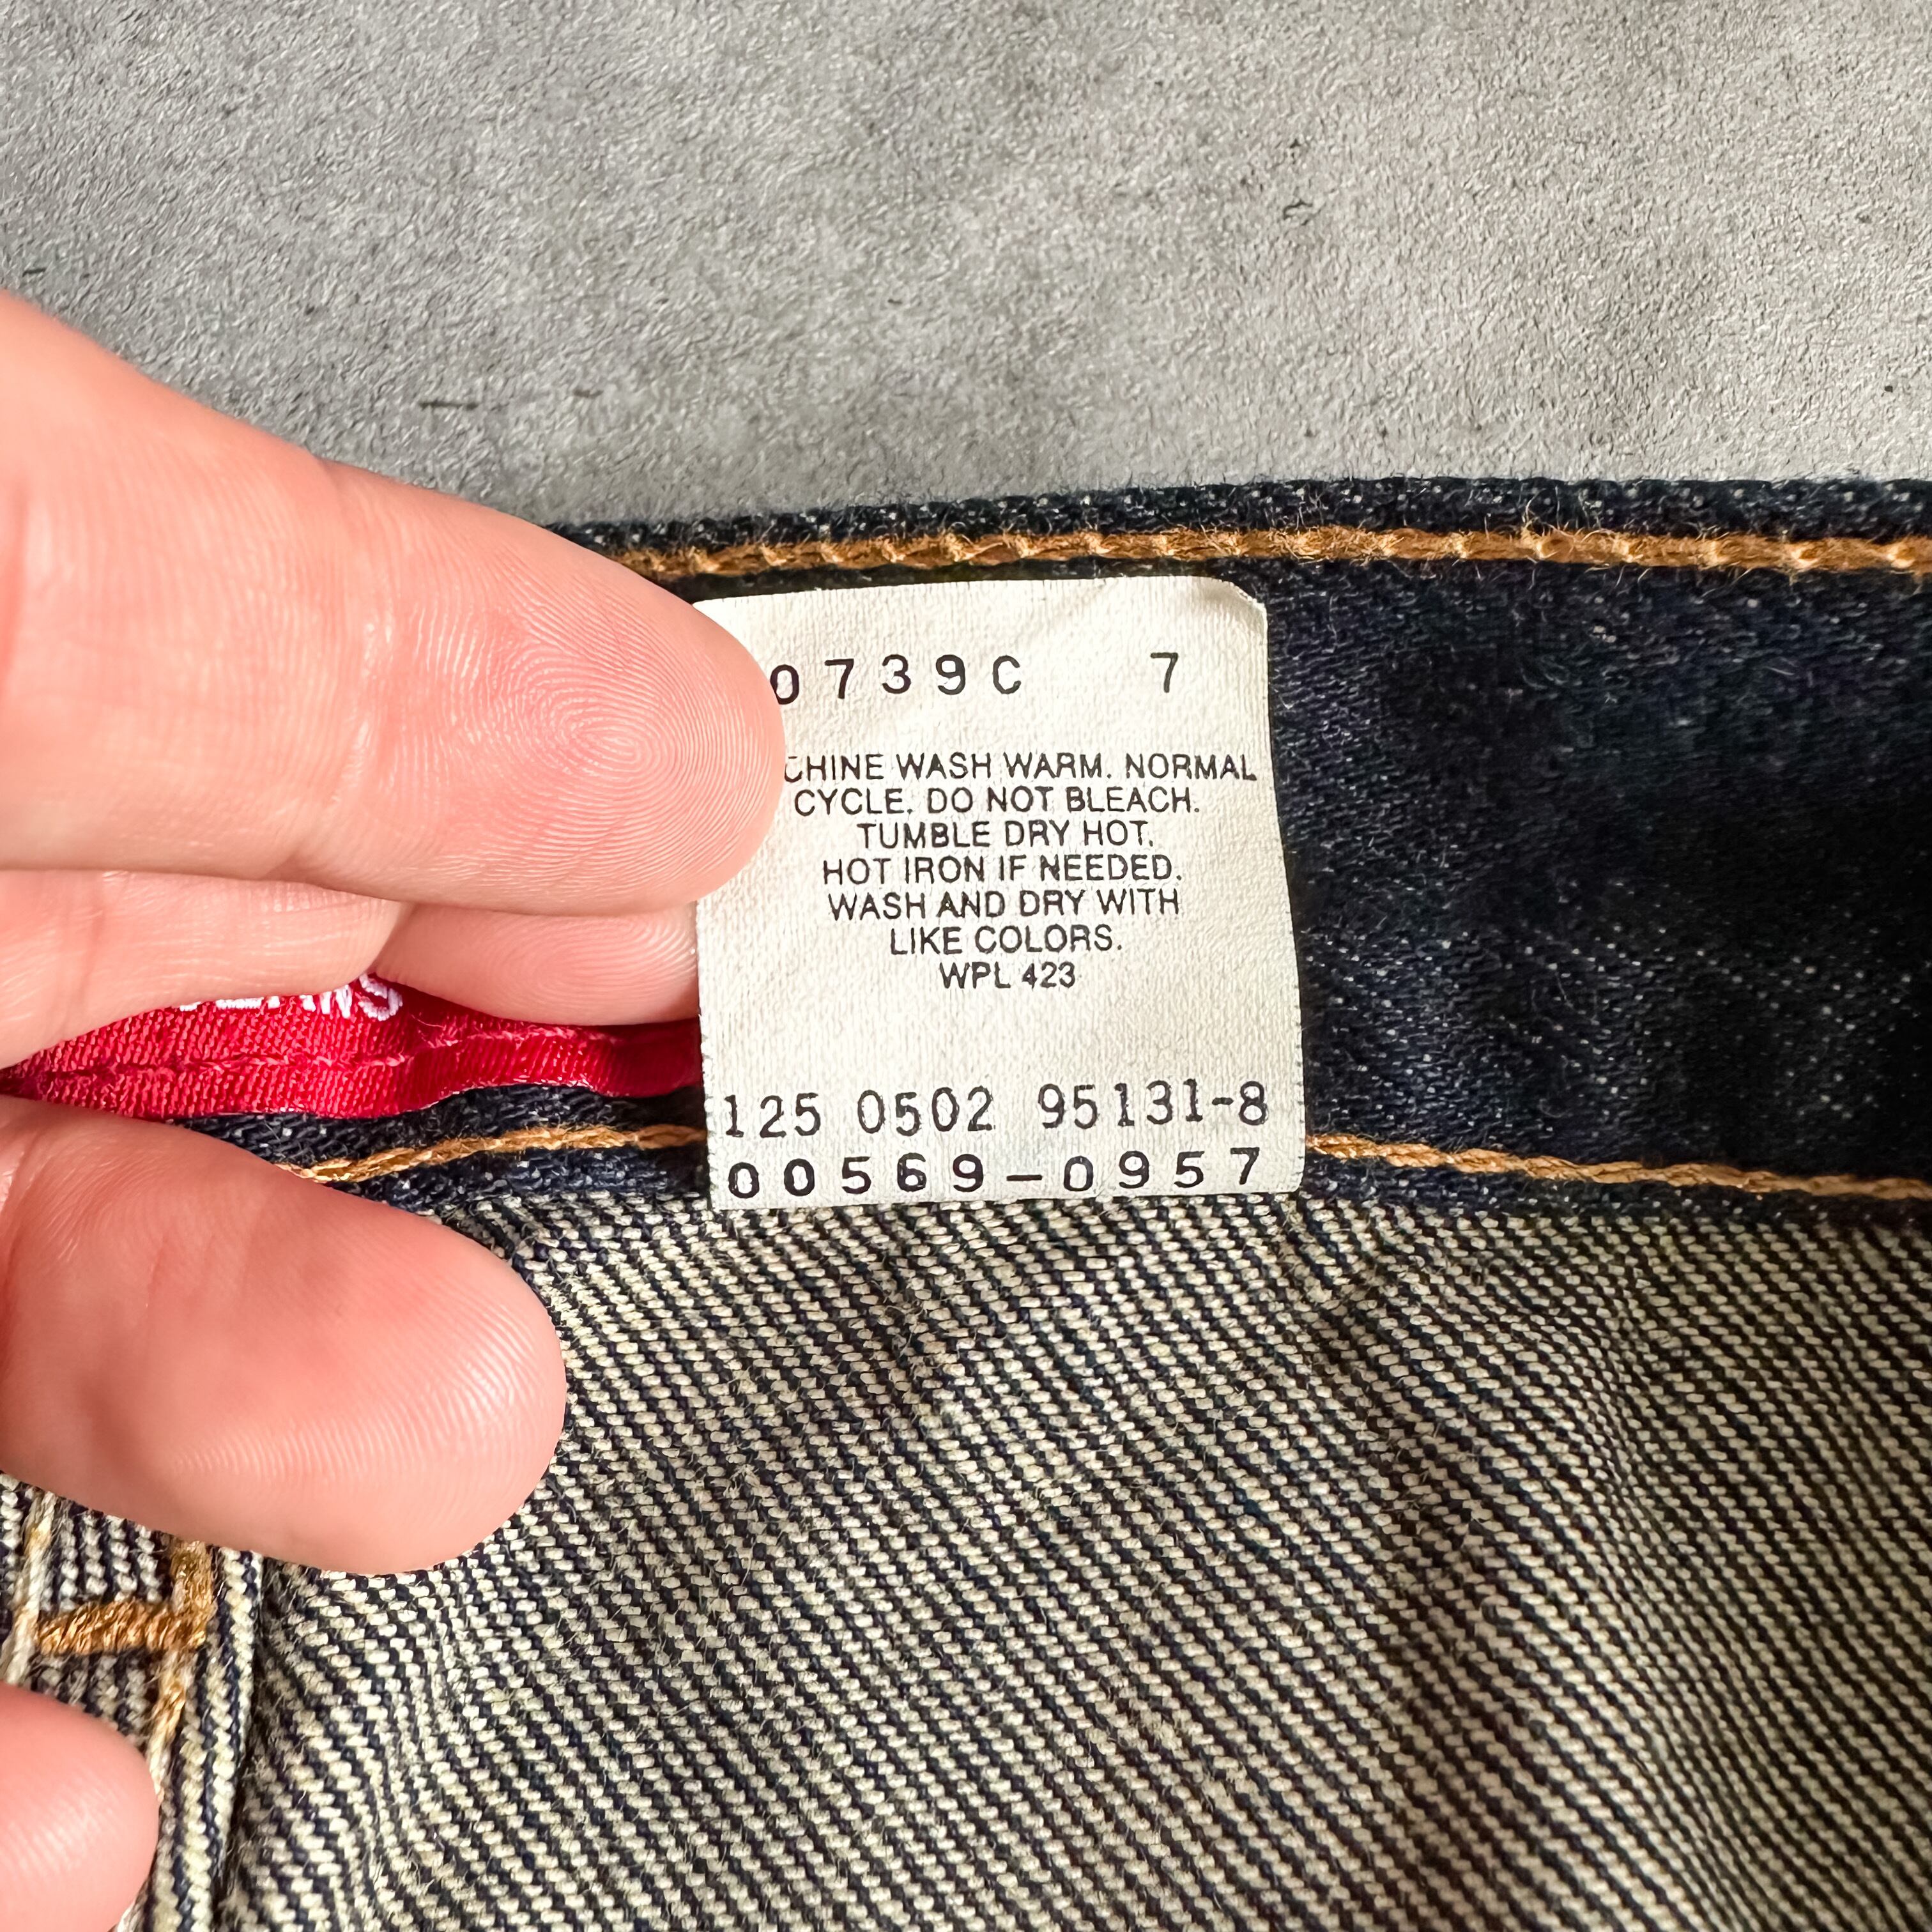 0739C 7
CHINE WASH WARM. NORMAL
CYCLE. DO NOT BLEACH.
TUMBLE DRY HOT.
HOT IRON IF NEEDED.
WASH AND DRY WITH
LIKE COLORS.
WPL 423
125 0502 95131-8
00569-0957